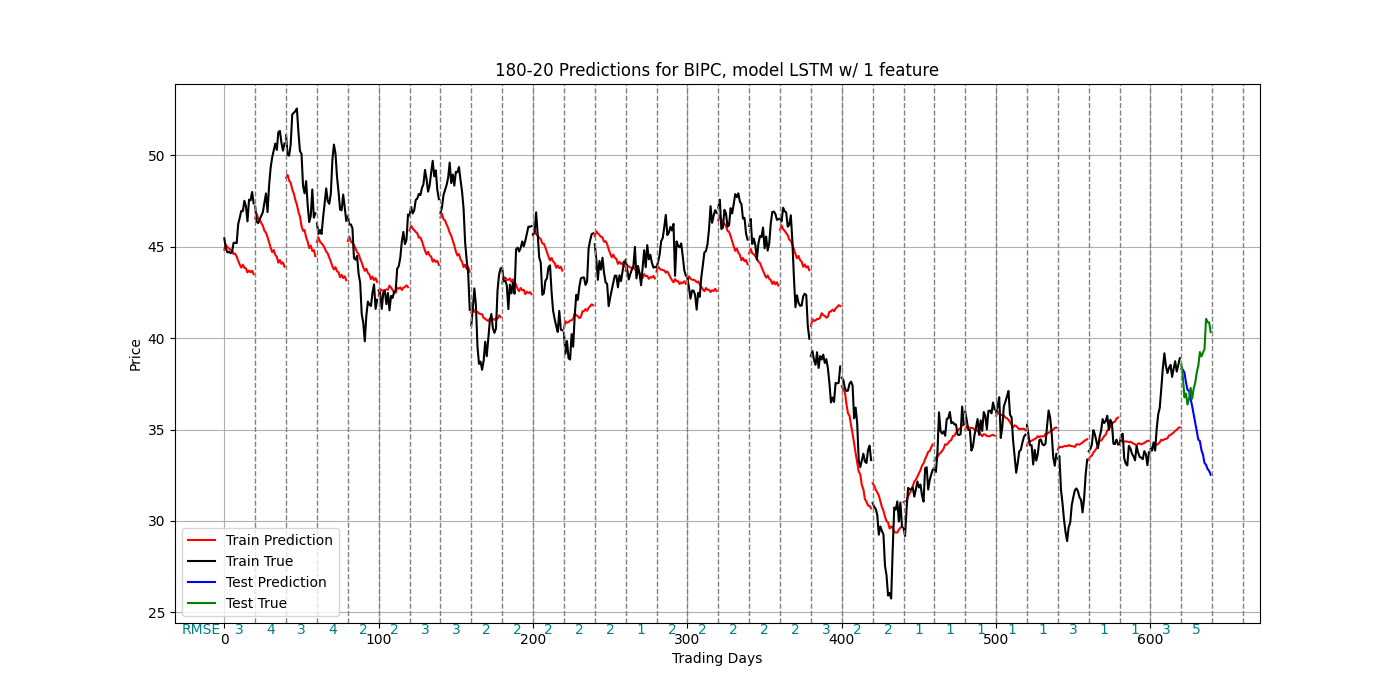 180-20 Predictions for BIPC, model LSTM w/ 1 feature
Price
50
45
40
35
30
25
Train Prediction
Train True
Test Prediction
Test True
RMSE 3 4 3 4 2 2 3 3 2 2 2 2 2 1 2 2 2 2 2 3 2 2 1 1 1 1 1 3 1 1 3 5
0 100 200 300 400 500 600
Trading Days